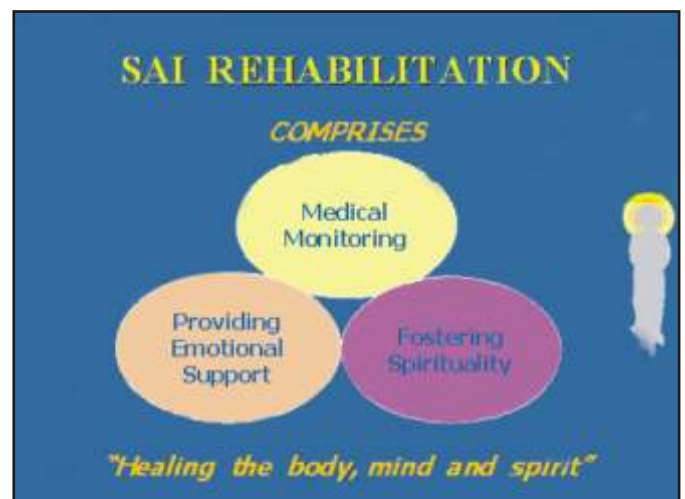 SAI REHABILITATION
COMPRISES
Medical
Monitoring
Providing
Emotional
Support
Fostering
Spirituality
"Healing the body, mind and spirit"